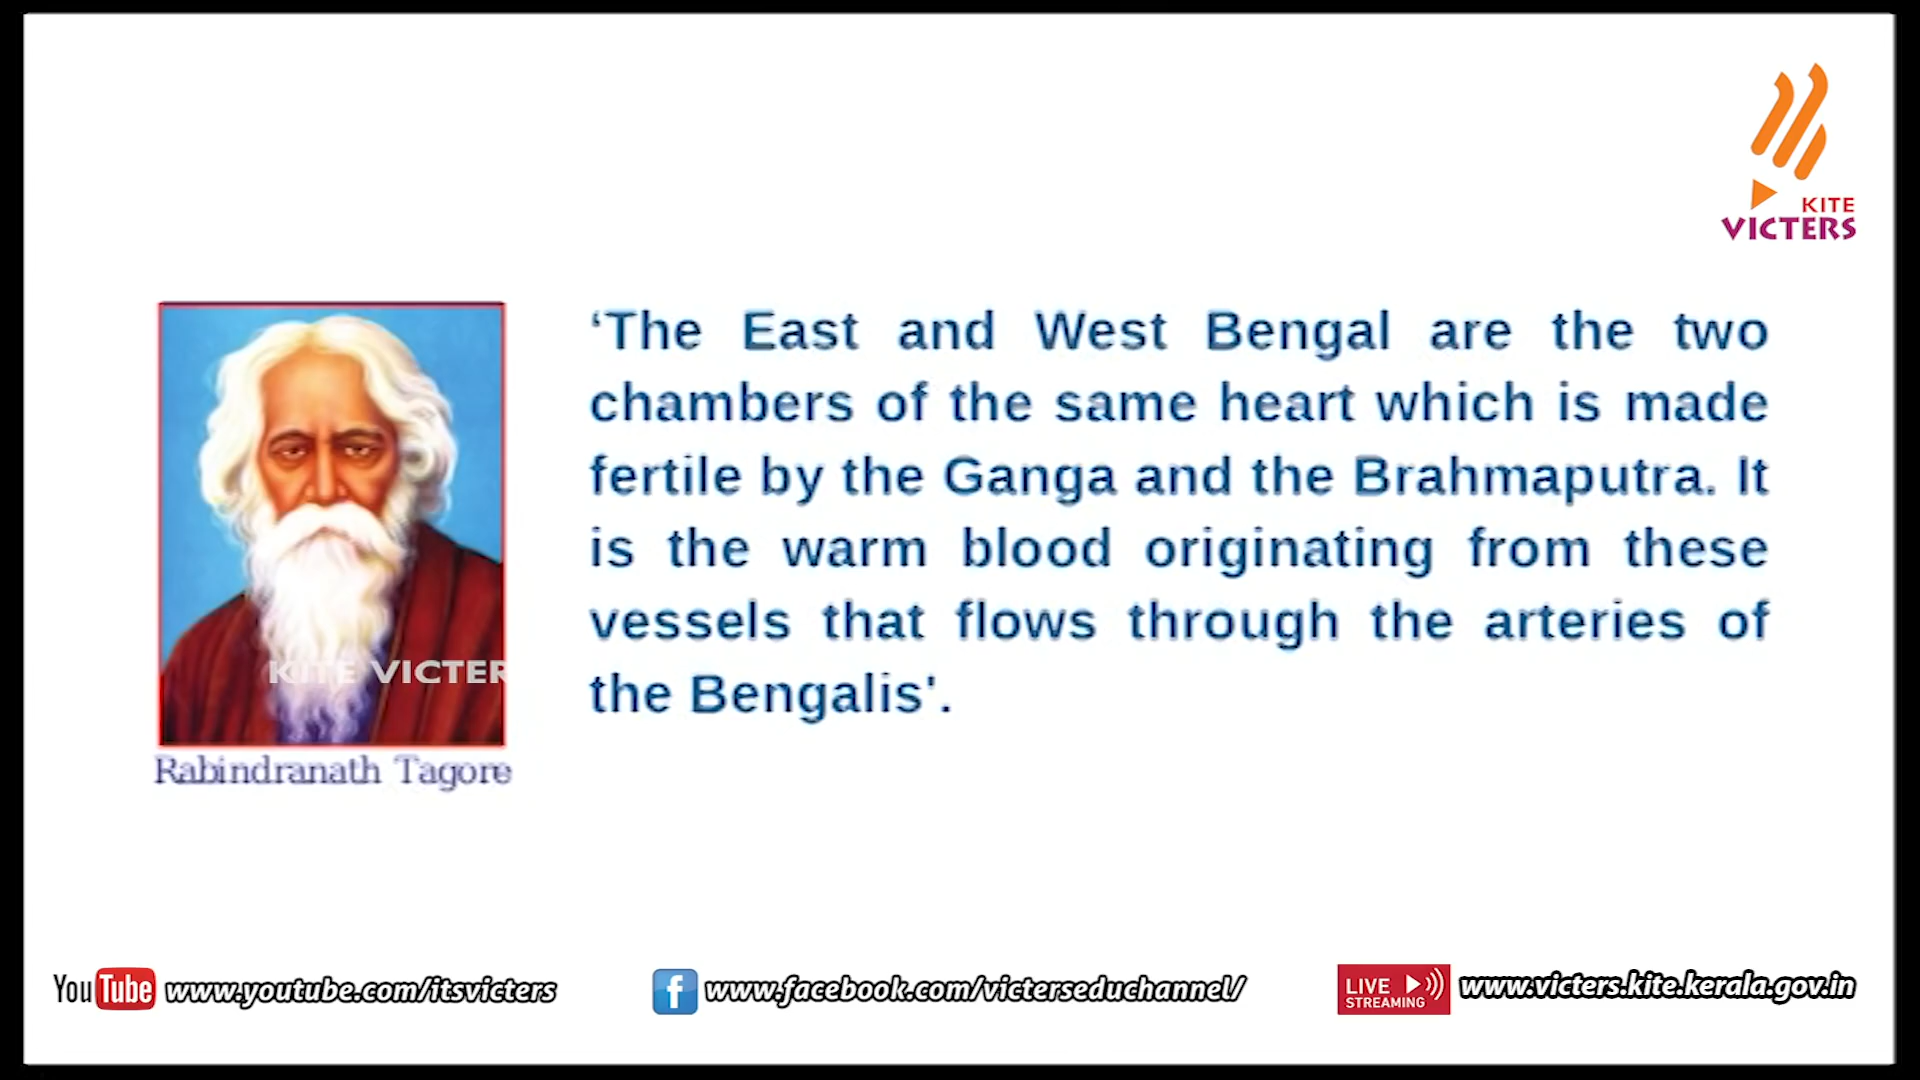 KITE
VICTERS
‘The East and West Bengal are the two
chambers of the same heart which is made
fertile by the Ganga and the Brahmaputra. It
is the warm blood originating from these
vessels that flows through the arteries of
the Bengalis'.
KITE VICTER
Rabindranath Tagore
YouTube www.youtube.com/itsvicters
f www.facebook.com/victerseduchannel/
LIVE
STREAMING
www.victers.kite.kerala.gov.in